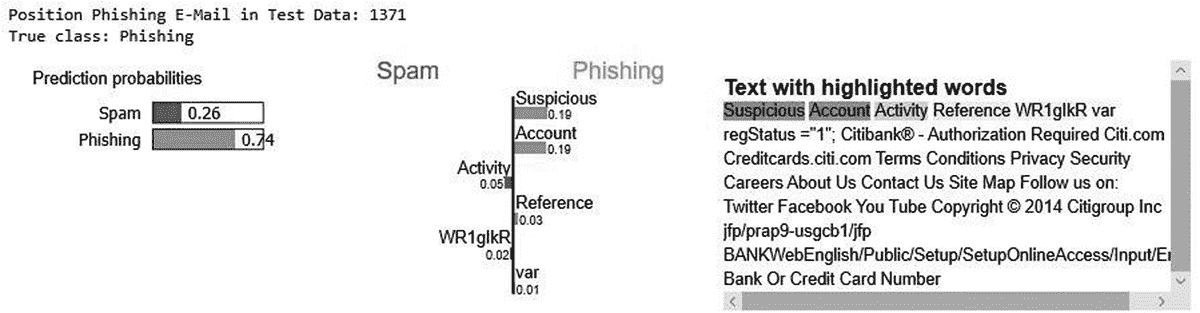 Position Phishing E-Mail in Test Data: 1371
True class: Phishing
Prediction probabilities
Spam 0.26
Phishing 0.74
Spam Phishing
Suspicious
0.19
Account
0.19
Activity
0.05
Reference
0.03
WR1glkR
0.02
var
0.01
Text with highlighted words
Suspicious Account Activity Reference WR1glkR var
regStatus ="1"; Citibank® - Authorization Required Citi.com
Creditcards.citi.com Terms Conditions Privacy Security
Careers About Us Contact Us Site Map Follow us on:
Twitter Facebook You Tube Copyright © 2014 Citigroup Inc
jfp/prap9-usgcb1/jfp
BANKWebEnglish/Public/Setup/SetupOnlineAccess/Input/En
Bank Or Credit Card Number